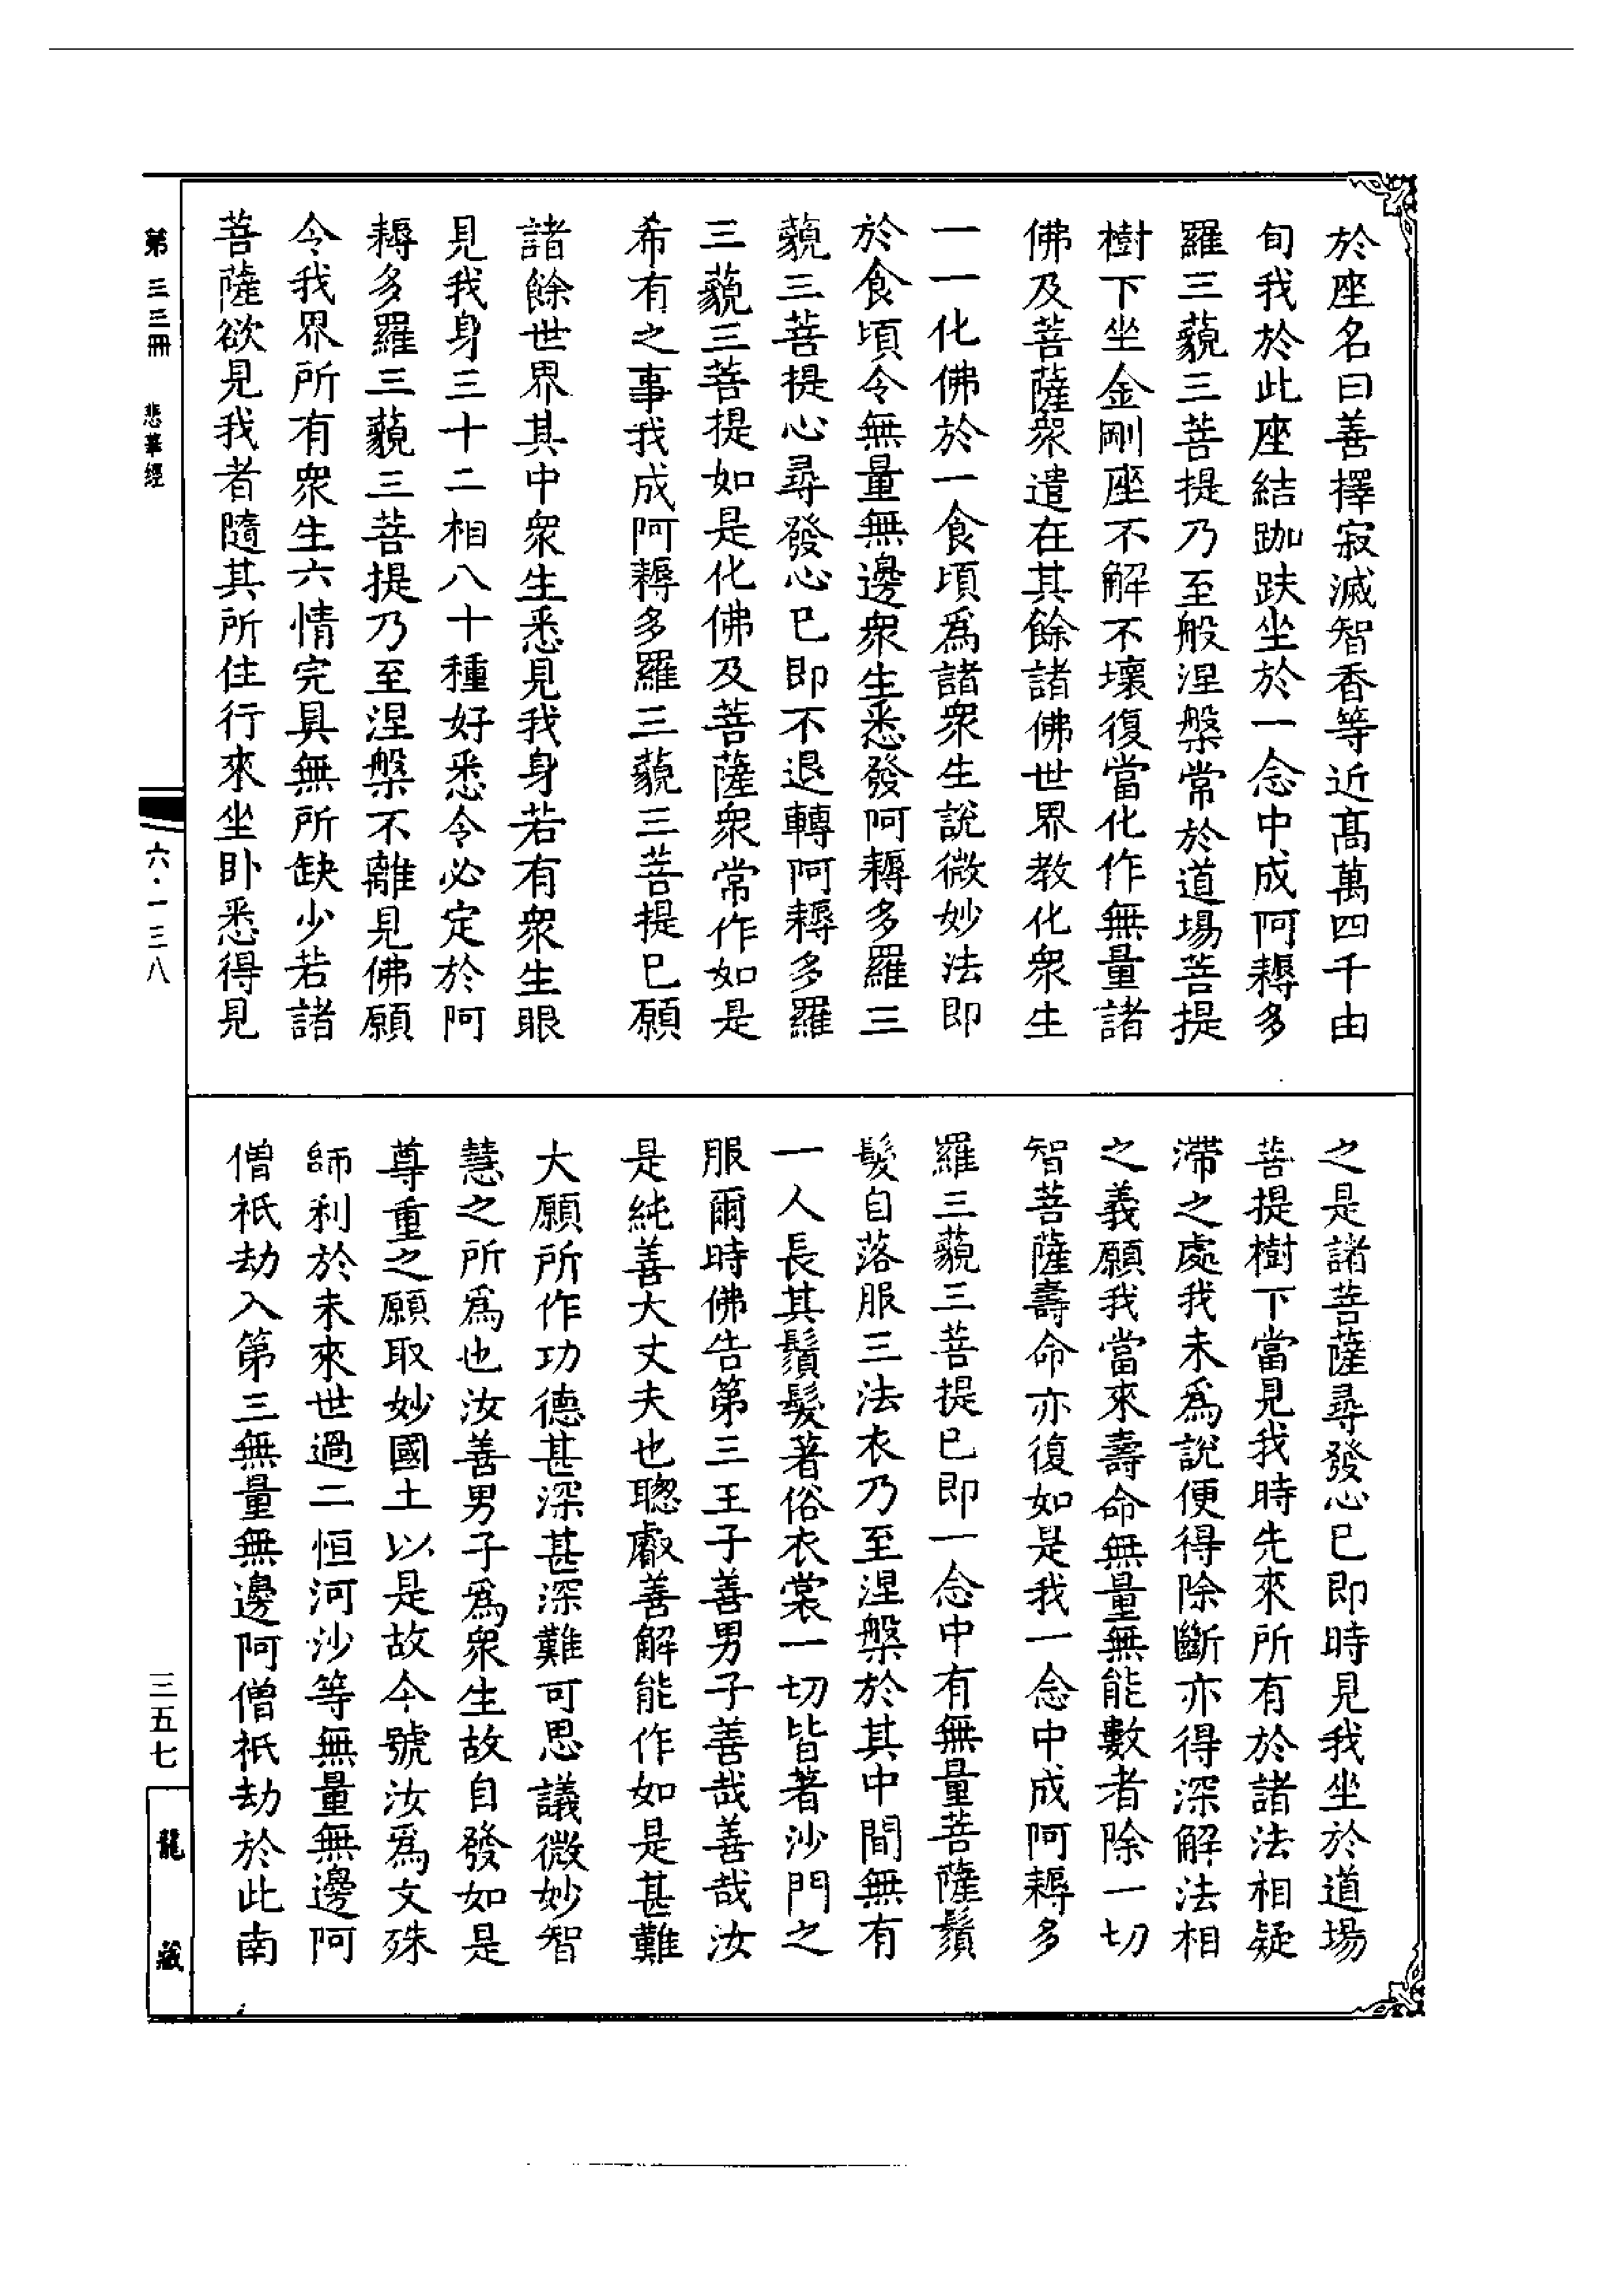 於座名曰善擇寂滅智香等近髙萬四千由
旬我於此座結跏趺坐於一念中成阿耨多
羅三藐三菩提乃至般涅槃常於道場菩提
樹下坐金剛座不解不壞復當化作無量諸
佛及菩薩衆遣在其餘諸佛世界教化衆生
一一化佛於一食頃爲諸衆生說微妙法即
於食頃令無量無邊衆生悉發阿耨多羅三
藐三菩提心尋發心已即不退轉阿耨多羅
三藐三菩提如是化佛及菩薩衆常作如是
希有之事我成阿耨多羅三藐三菩提已願
諸餘世界其中衆生悉見我身若有衆生眼
見我身三十二相八十種好悉令必定於阿
耨多羅三藐三菩提乃至涅槃不離見佛願
令我界所有衆生六情完具無所缺少若諸
菩薩欲見我者隨其所住行來坐卧悉得見
之是諸菩薩尋發心已即時見我坐於道場
菩提樹下當見我時先來所有於諸法相疑
滯之處我未爲說便得除斷亦得深解法相
之義願我當來壽命無量無能數者除一切
智菩薩壽命亦復如是我一念中成阿耨多
羅三藐三菩提已即一念中有無量菩薩鬚
髮自落服三法衣乃至涅槃於其中間無有
一人長其鬚髮著俗衣裳一切皆著沙門之
服爾時佛告第三王子善男子善哉善哉汝
是純善大丈夫也聰叡善解能作如是甚難
大願所作功德甚深甚深難可思議微妙智
慧之所爲也汝善男子爲衆生故自發如是
尊重之願取妙國土以是故今號汝爲文殊
師利於未來世過二恒河沙等無量無邊阿
僧祇劫入第三無量無邊阿僧祇劫於此南
第三三冊 悲華經
六·一三八
三五七
龍藏